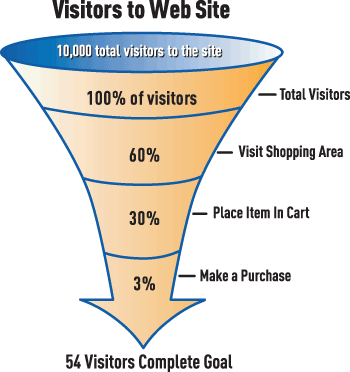 Visitors to Web Site
10,000 total visitors to the site
100% of visitors
Total Visitors
60%
Visit Shopping Area
30%
Place Item In Cart
3%
Make a Purchase
54 Visitors Complete Goal